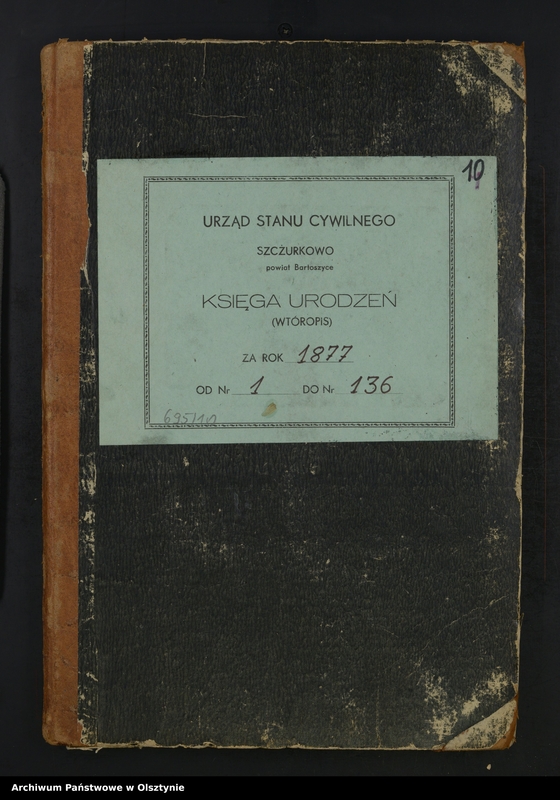 10
URZĄD STANU CYWILNEGO
SZCŻURKOWO
powiat Bartoszyce
KSIĘGA URODZEŃ
(WTÓROPIS)
ZA ROK 1877
OD Nr 1 DO Nr 136
695/10
Archiwum Państwowe w Olsztynie